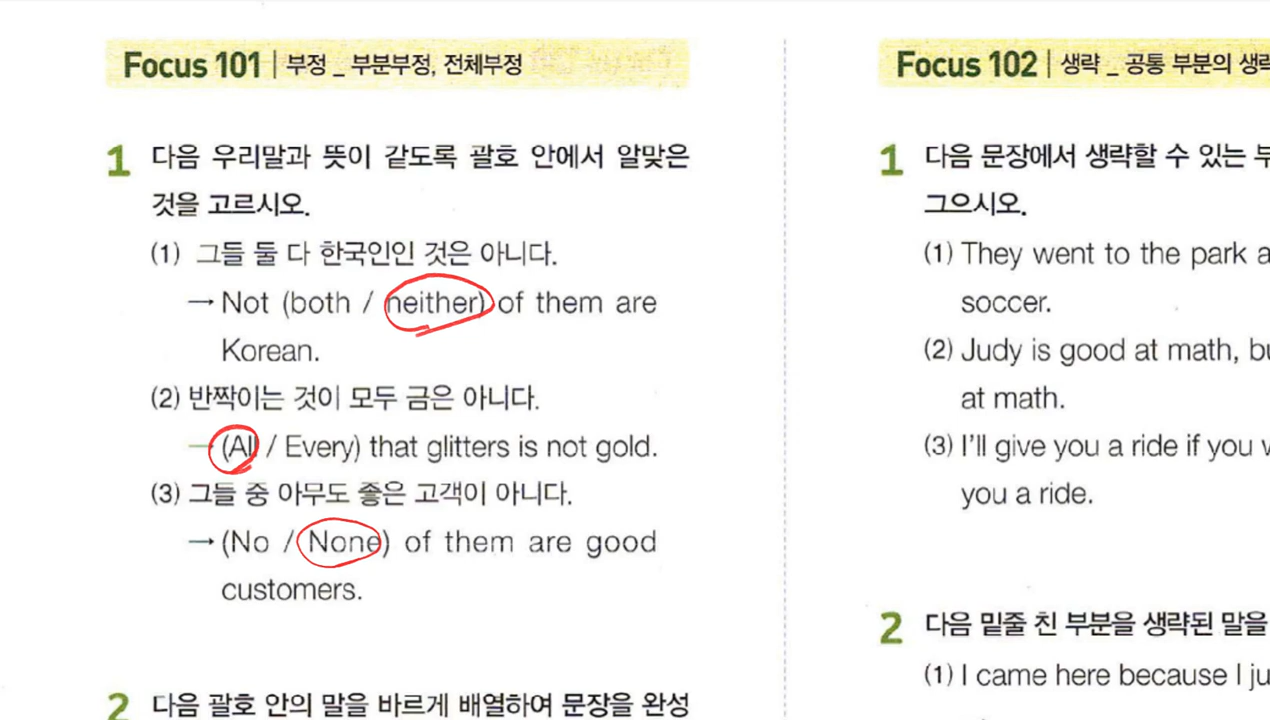 Focus 101 | 부정 _ 부분부정, 전체부정
1 다음 우리말과 뜻이 같도록 괄호 안에서 알맞은
것을 고르시오.
(1) 그들 둘 다 한국인인 것은 아니다.
→ Not (both / neither) of them are
Korean.
(2) 반짝이는 것이 모두 금은 아니다.
→ (All / Every) that glitters is not gold.
(3) 그들 중 아무도 좋은 고객이 아니다.
→ (No / None) of them are good
customers.
2 다음 괄호 안의 말을 바르게 배열하여 문장을 완성
Focus 102 | 생략 _ 공통 부분의 생략
1 다음 문장에서 생략할 수 있는
그으시오.
(1) They went to the park
soccer.
(2) Judy is good at math,
at math.
(3) I'll give you a ride if you
you a ride.
2 다음 밑줄 친 부분을 생략된 말을
(1) I came here because I